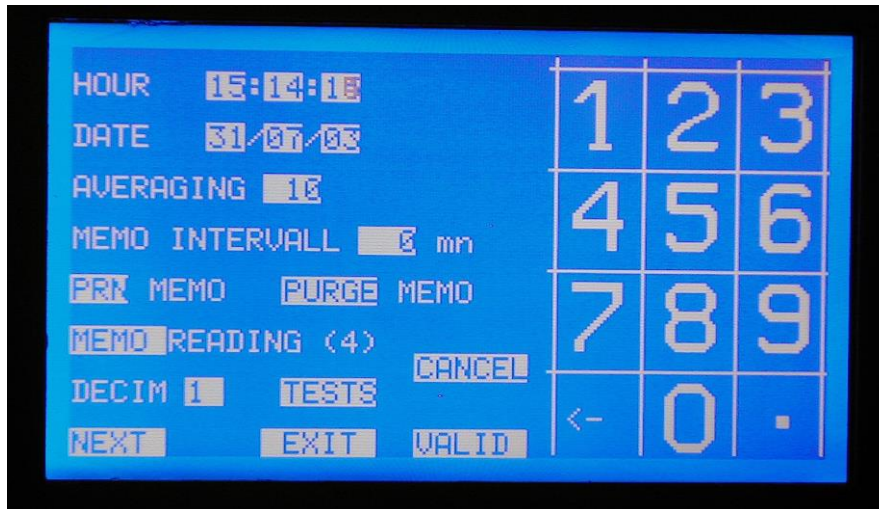 HOUR 15:14:18
DATE 31/07/03
AVERAGING 10
MEMO INTERVALL 0 mn
PRN MEMO PURGE MEMO
MEMO READING (4)
CANCEL
DECIM 1 TESTS
NEXT EXIT VALID
1 2 3
4 5 6
7 8 9
<- 0 .